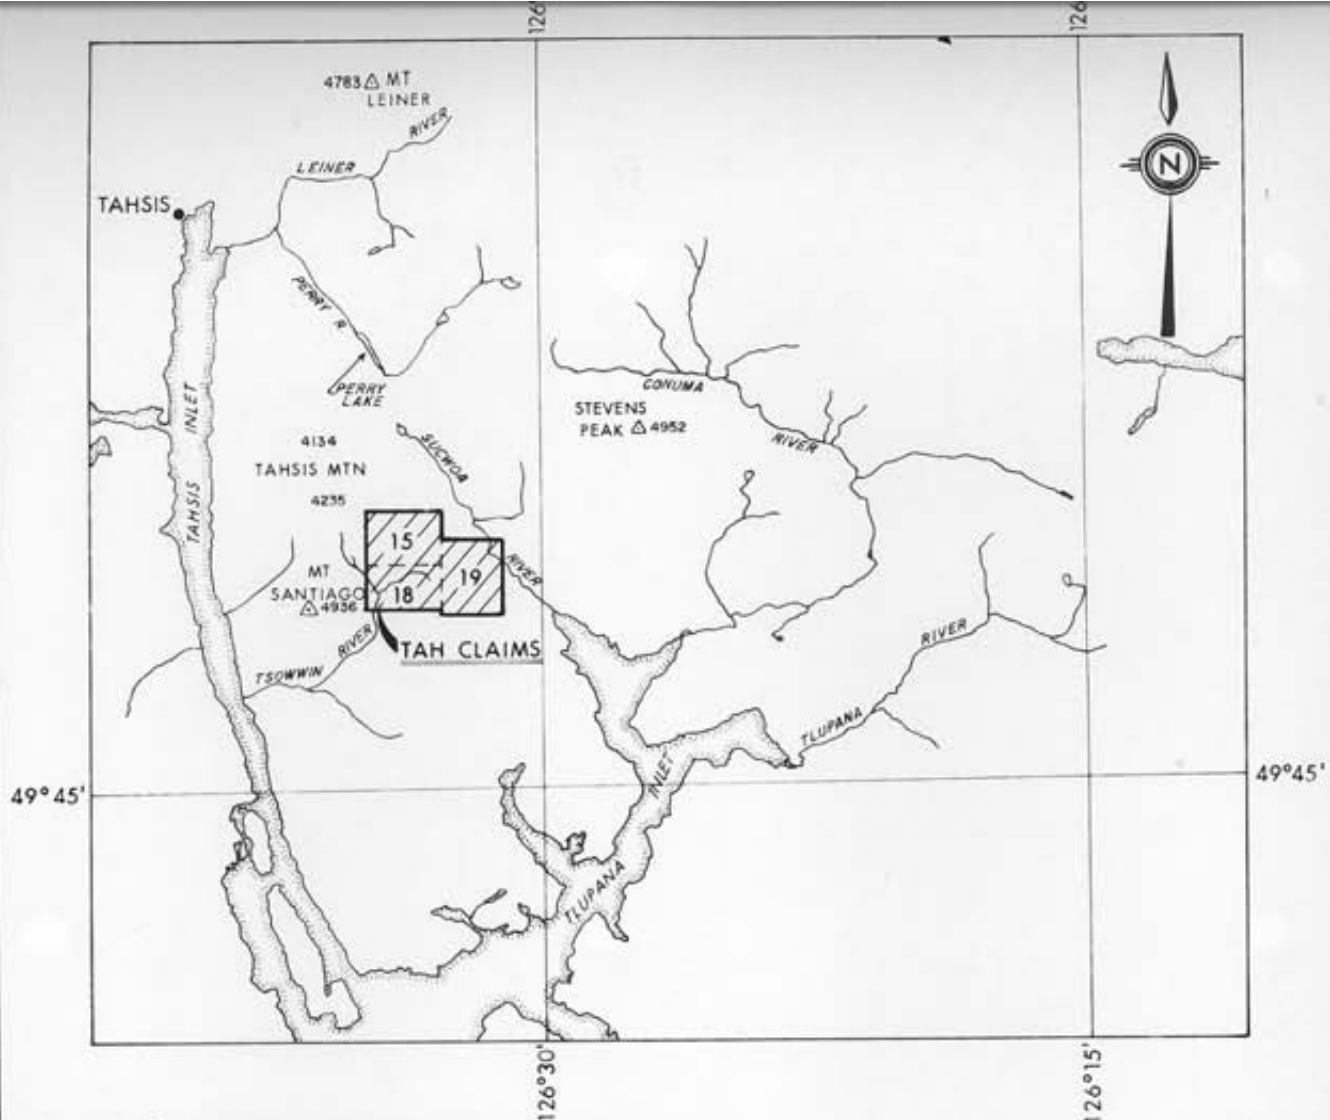 126°
126
4783 MT
LEINER
RIVER
LEINER
TAHSIS
N
PERRY R
PERRY
LAKE
CONUMA
STEVENS
PEAK 4952
RIVER
TAHSIS INLET
4134
TAHSIS MTN
4235
SUCWOA
RIVER
15
19
18
MT
SANTIAGO
4936
TAH CLAIMS
TSOWWIN RIVER
TLUPANA RIVER
INLET
TLUPANA
49°45'
49°45'
126°30'
126°15'